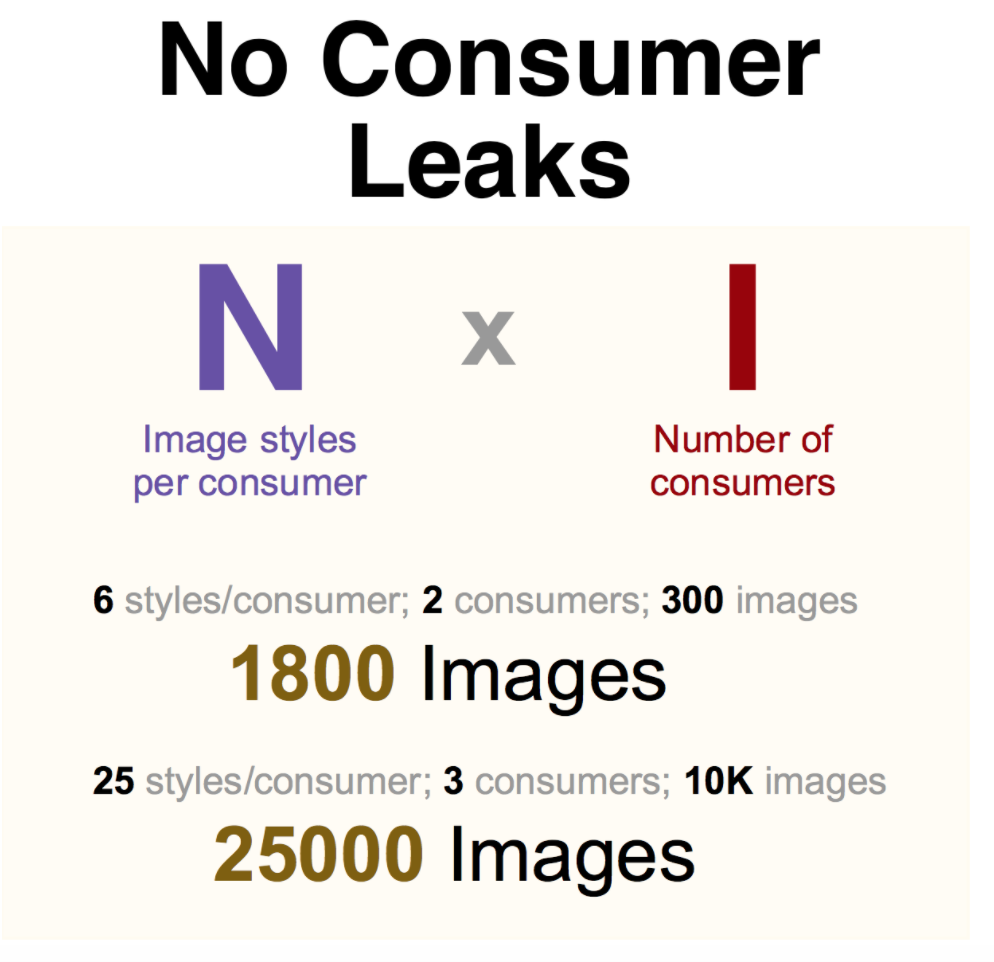 No Consumer
Leaks
N x I
Image styles
per consumer
Number of
consumers
6 styles/consumer; 2 consumers; 300 images
1800 Images
25 styles/consumer; 3 consumers; 10K images
25000 Images